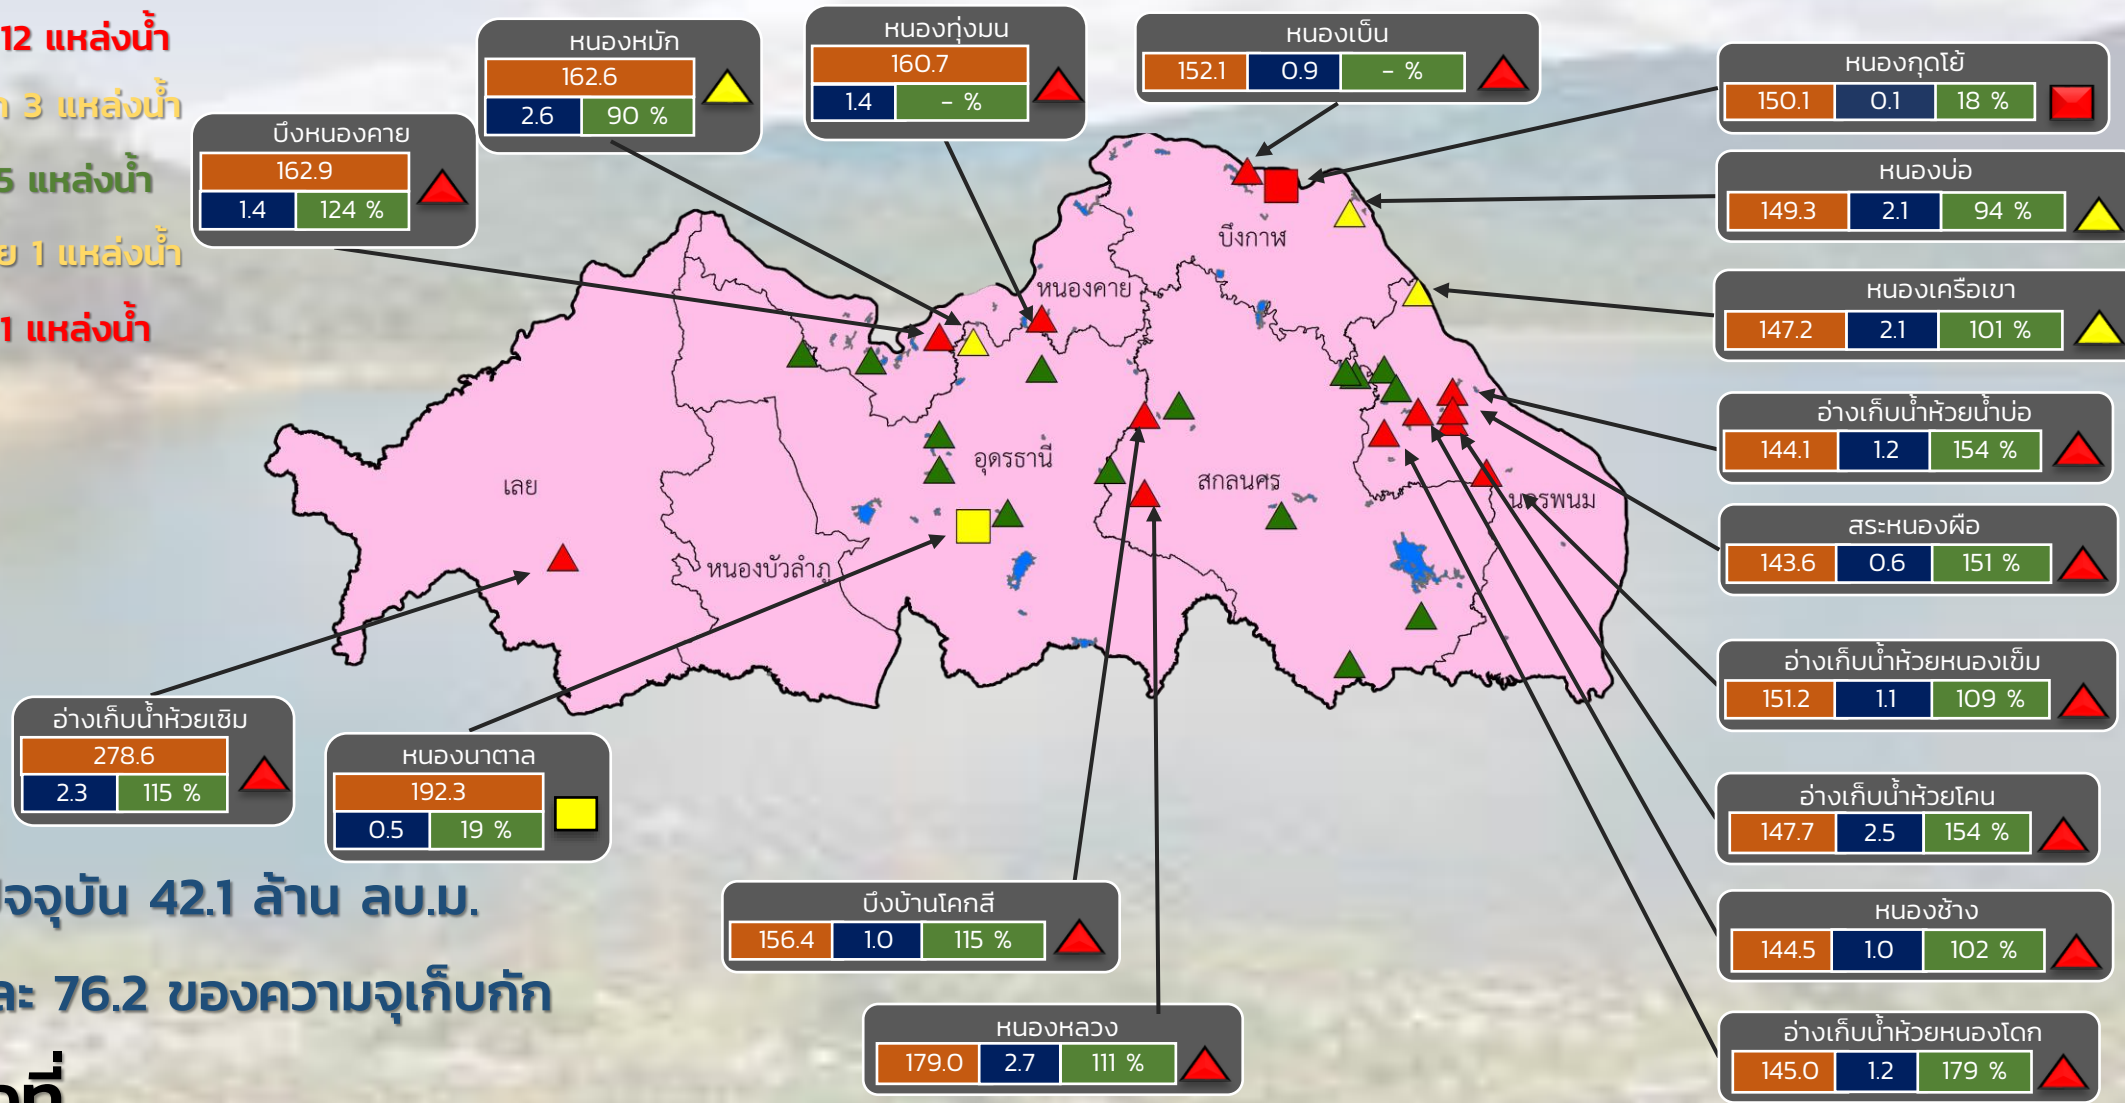 12 แหล่งน้ำ
3 แหล่งน้ำ
5 แหล่งน้ำ
1 แหล่งน้ำ
1 แหล่งน้ำ
บึงหนองคาย
162.9
1.4 124 %
หนองหมัก
162.6
2.6 90 %
หนองทุ่งมน
160.7
1.4 - %
หนองเบ็น
152.1 0.9 - %
หนองกุดโย้
150.1 0.1 18 %
หนองบ่อ
149.3 2.1 94 %
หนองเครือเขา
147.2 2.1 101 %
อ่างเก็บน้ำห้วยน้ำบ่อ
144.1 1.2 154 %
สระหนองผือ
143.6 0.6 151 %
อ่างเก็บน้ำห้วยหนองเข็ม
151.2 1.1 109 %
อ่างเก็บน้ำห้วยโคน
147.7 2.5 154 %
หนองช้าง
144.5 1.0 102 %
อ่างเก็บน้ำห้วยหนองโดก
145.0 1.2 179 %
บึงกาฬ
หนองคาย
อุดรธานี
สกลนคร
นครพนม
เลย
หนองบัวลำภู
อ่างเก็บน้ำห้วยเซิม
278.6
2.3 115 %
หนองนาตาล
192.3
0.5 19 %
บึงบ้านโคกสี
156.4 1.0 115 %
หนองหลวง
179.0 2.7 111 %
42.1 ล้าน ลบ.ม.
76.2 ของความจุเก็บกัก